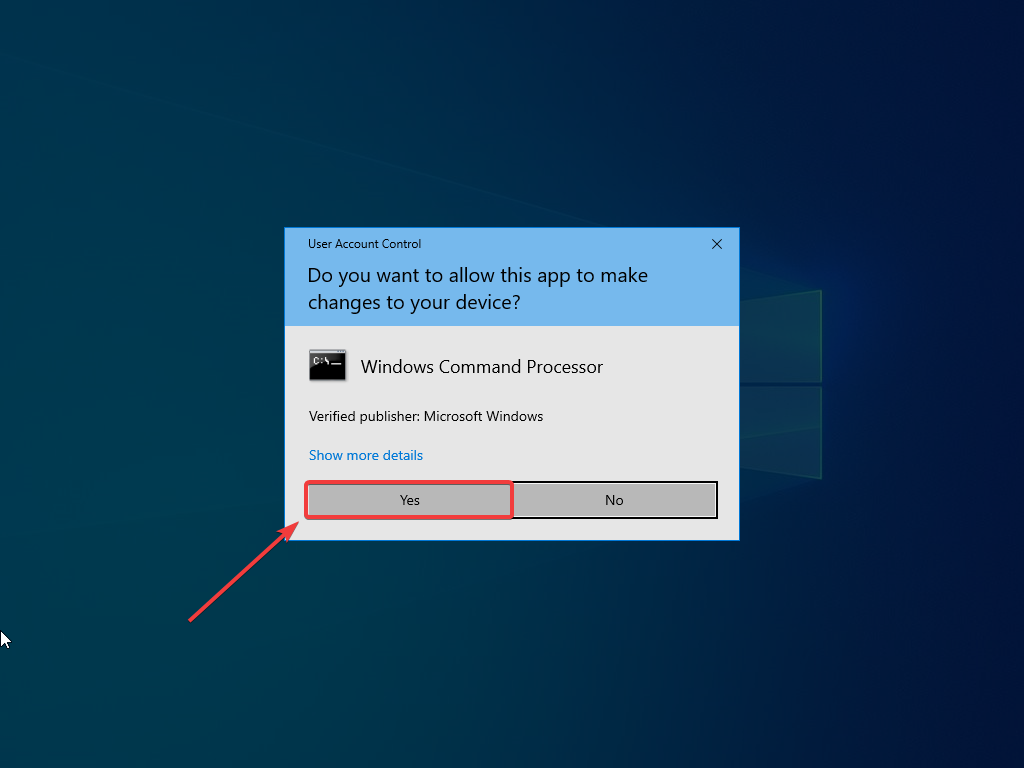 User Account Control
Do you want to allow this app to make
changes to your device?
C:\_
Windows Command Processor
Verified publisher: Microsoft Windows
Show more details
Yes
No